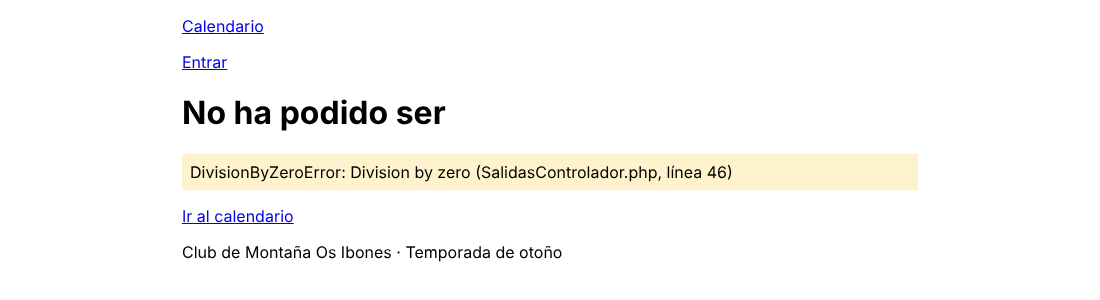 Calendario
Entrar
No ha podido ser
DivisionByZeroError: Division by zero (SalidasControlador.php, línea 46)
Ir al calendario
Club de Montaña Os Ibones · Temporada de otoño